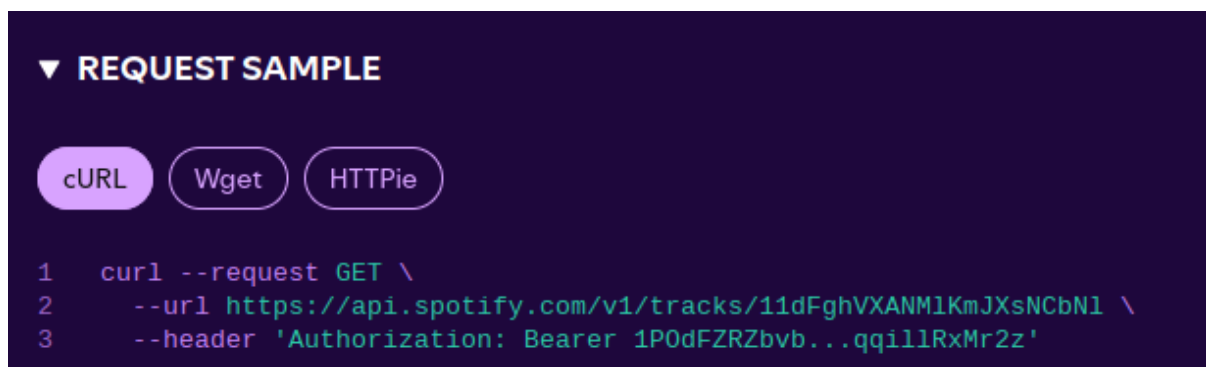 ▼ REQUEST SAMPLE
cURL Wget HTTPie
1 curl --request GET \
2 --url https://api.spotify.com/v1/tracks/11dFghVXANMlKmJXsNCbNl \
3 --header 'Authorization: Bearer 1POdFZRZbvb...qqillRxMr2z'